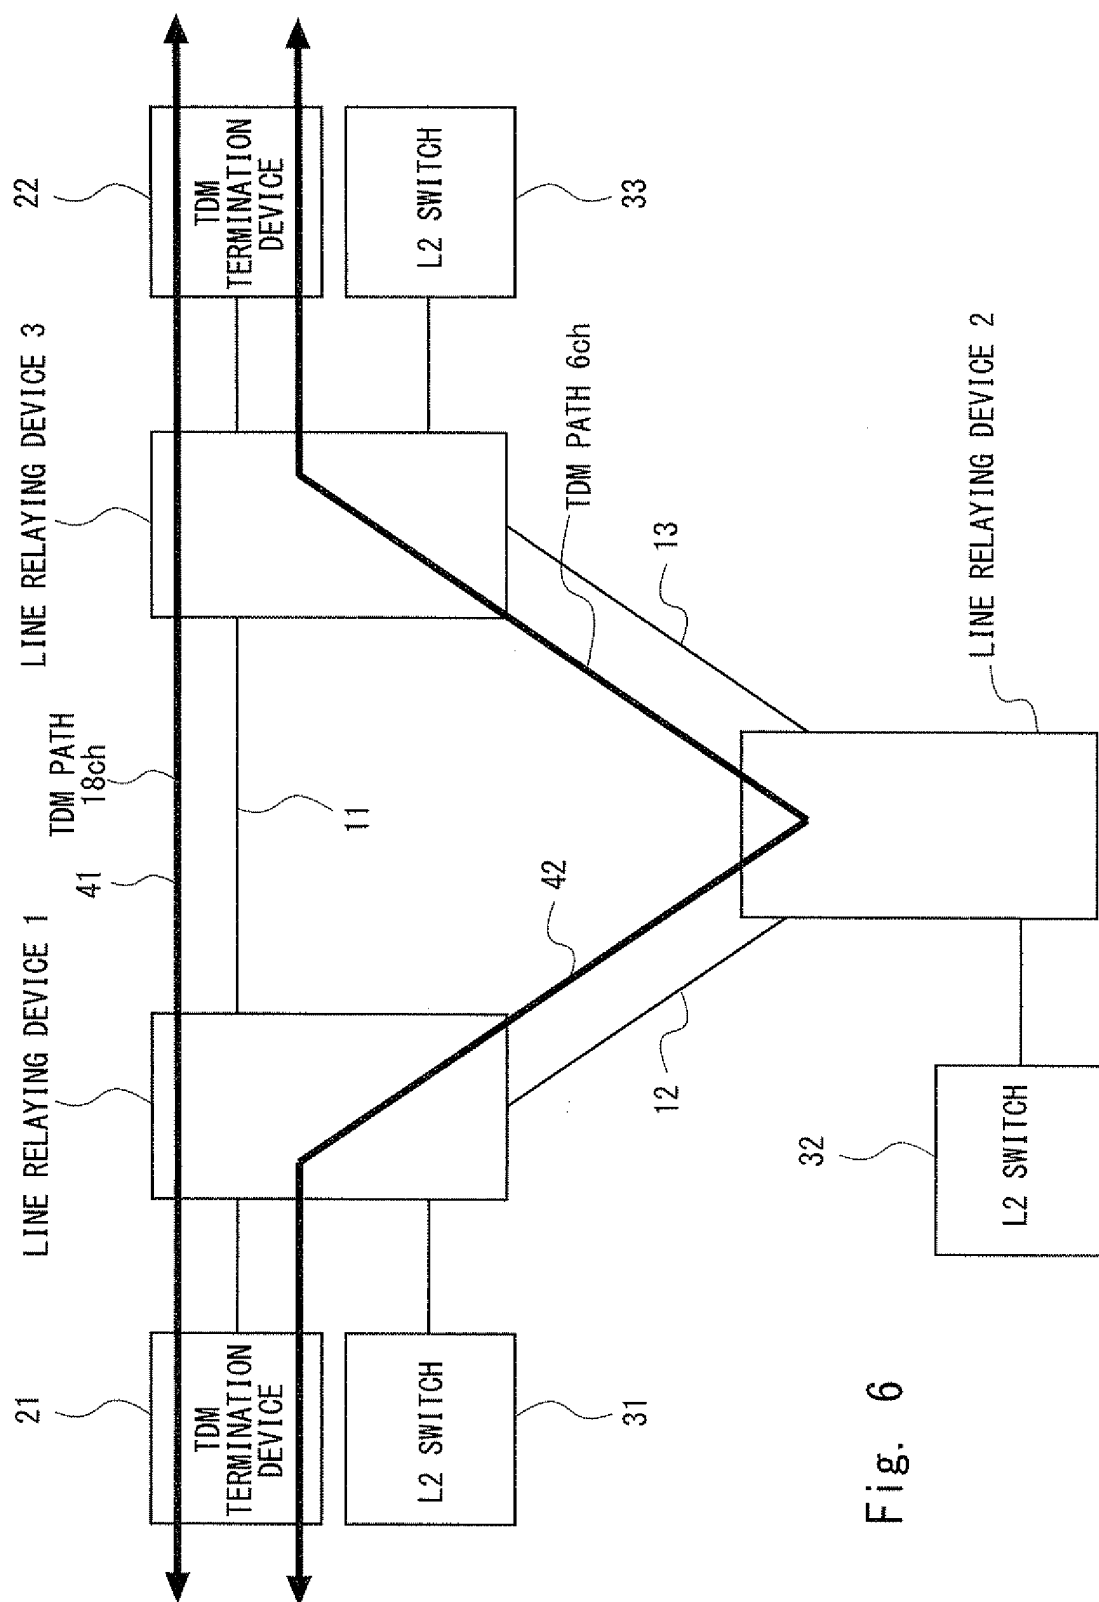 LINE RELAYING DEVICE 1
LINE RELAYING DEVICE 3
21
41
TDM PATH
18ch
22
TDM
TERMINATION
DEVICE
TDM
TERMINATION
DEVICE
11
L2 SWITCH
L2 SWITCH
31
42
TDM PATH 6ch
33
12
13
32
L2 SWITCH
LINE RELAYING DEVICE 2
Fig. 6